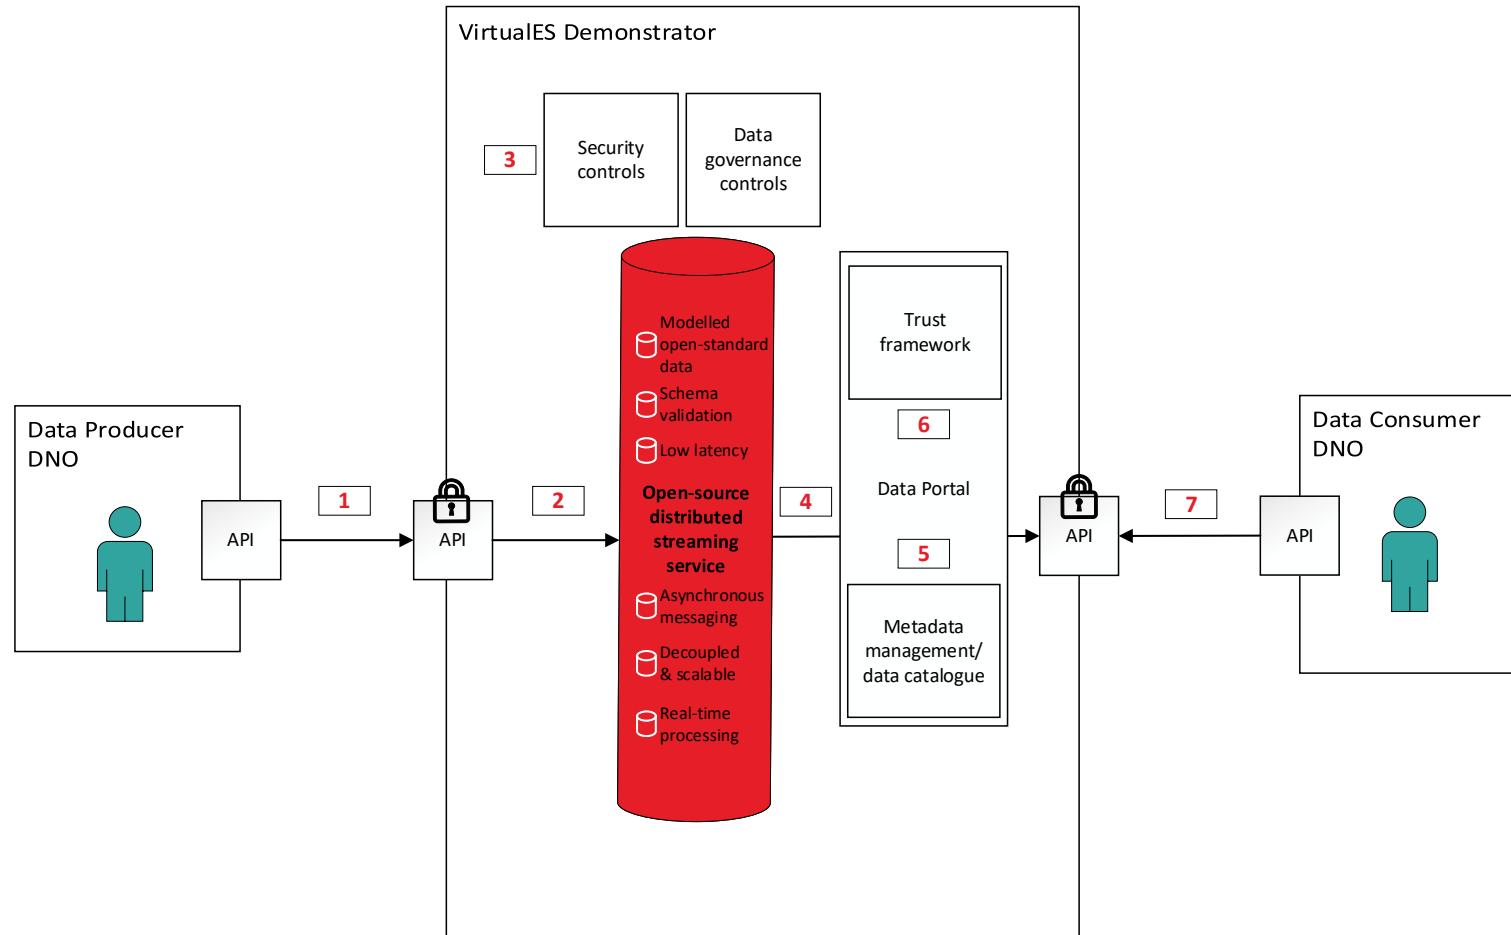 VirtualES Demonstrator
3
Security
controls
Data
governance
controls
Modelled
open-standard
data
Schema
validation
Low latency
Open-source
distributed
streaming
service
Asynchronous
messaging
Decoupled
& scalable
Real-time
processing
Trust
framework
6
Data Portal
5
Metadata
management/
data catalogue
Data Producer
DNO
API
1
API
2
4
API
7
API
Data Consumer
DNO